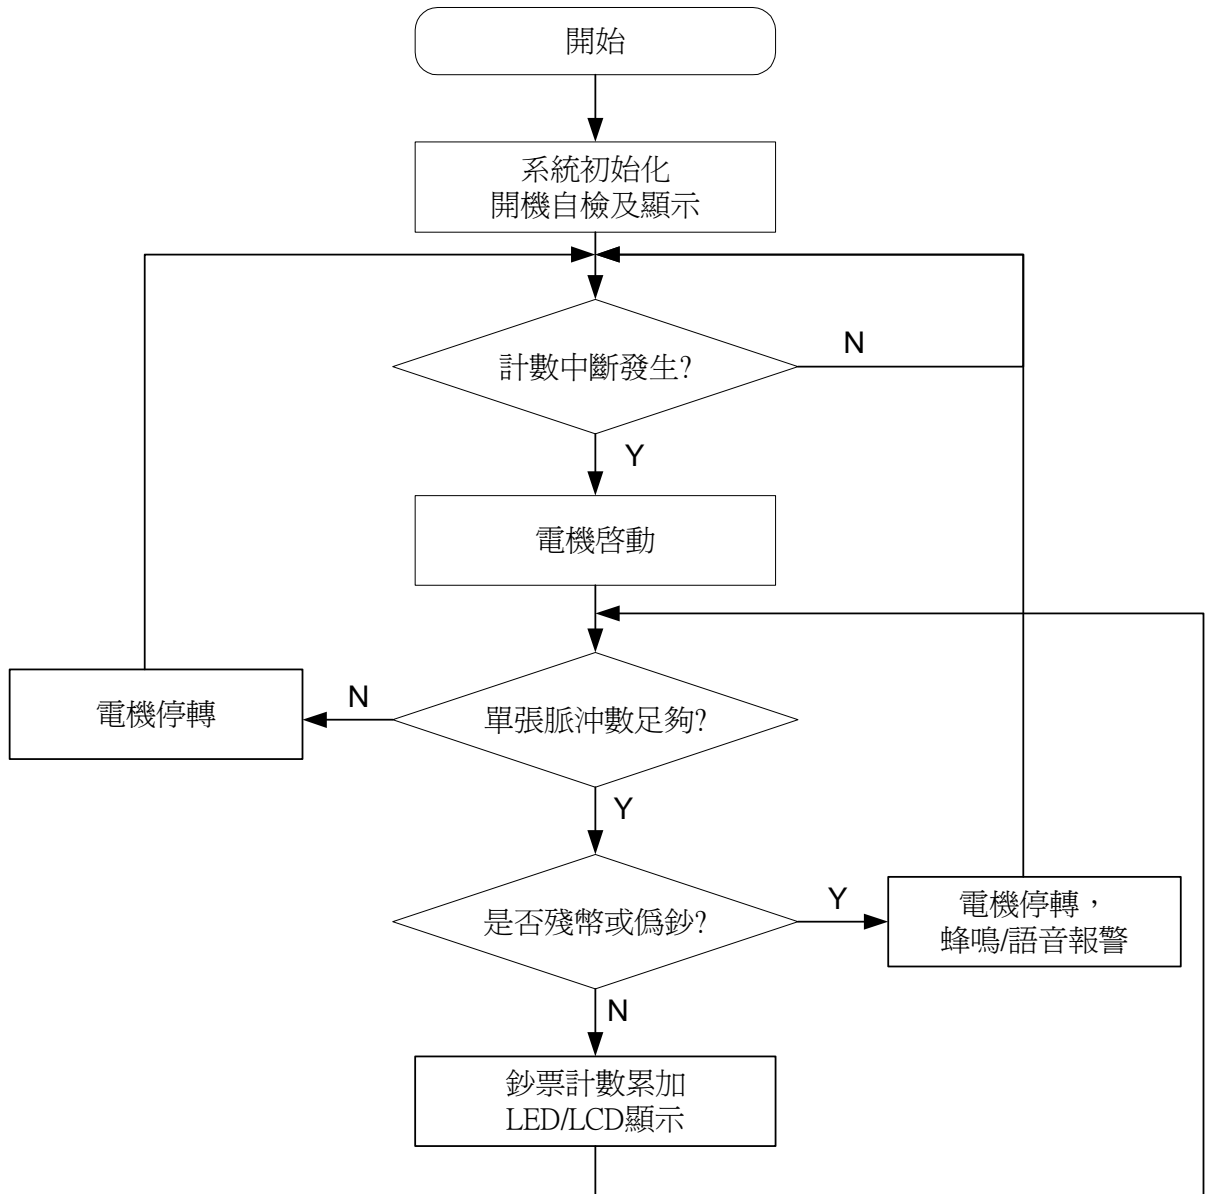 開始
系統初始化
開機自檢及顯示
計數中斷發生?
N
Y
電機啓動
單張脈沖數足夠?
N
電機停轉
Y
是否殘幣或僞鈔?
Y
電機停轉，
蜂鳴/語音報警
N
鈔票計數累加
LED/LCD顯示